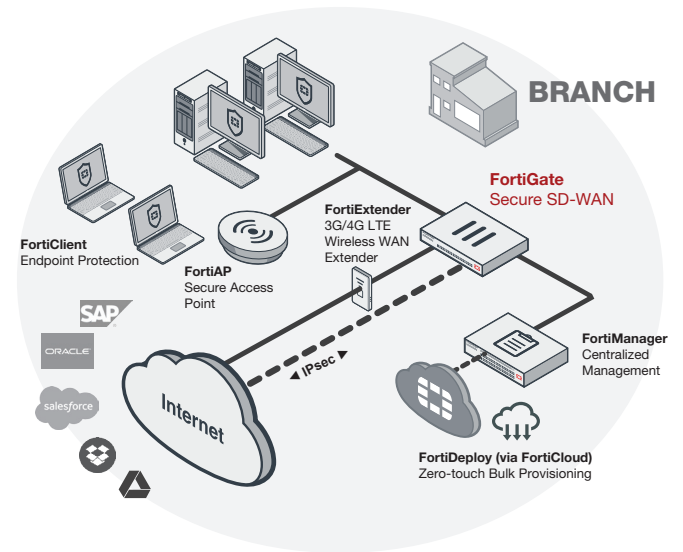 BRANCH
FortiGate
Secure SD-WAN
FortiExtender
3G/4G LTE
Wireless WAN
Extender
FortiClient
Endpoint Protection
FortiAP
Secure Access
Point
SAP
ORACLE
salesforce
Internet
◄ IPsec ►
FortiManager
Centralized
Management
FortiDeploy (via FortiCloud)
Zero-touch Bulk Provisioning